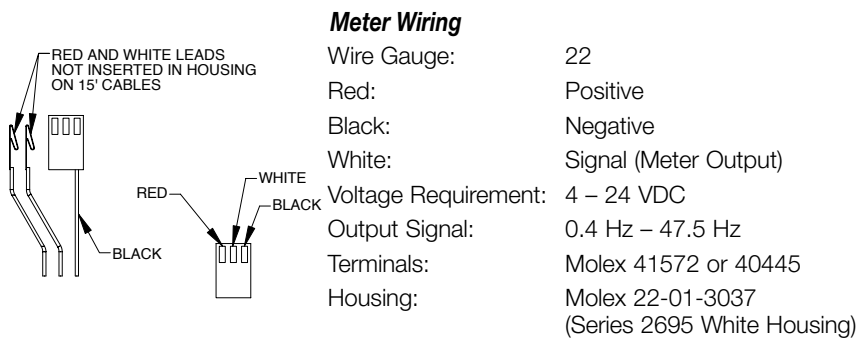 Meter Wiring
RED AND WHITE LEADS
NOT INSERTED IN HOUSING
ON 15' CABLES
BLACK
RED
WHITE
BLACK
Wire Gauge: 22
Red: Positive
Black: Negative
White: Signal (Meter Output)
Voltage Requirement: 4 – 24 VDC
Output Signal: 0.4 Hz – 47.5 Hz
Terminals: Molex 41572 or 40445
Housing: Molex 22-01-3037
(Series 2695 White Housing)